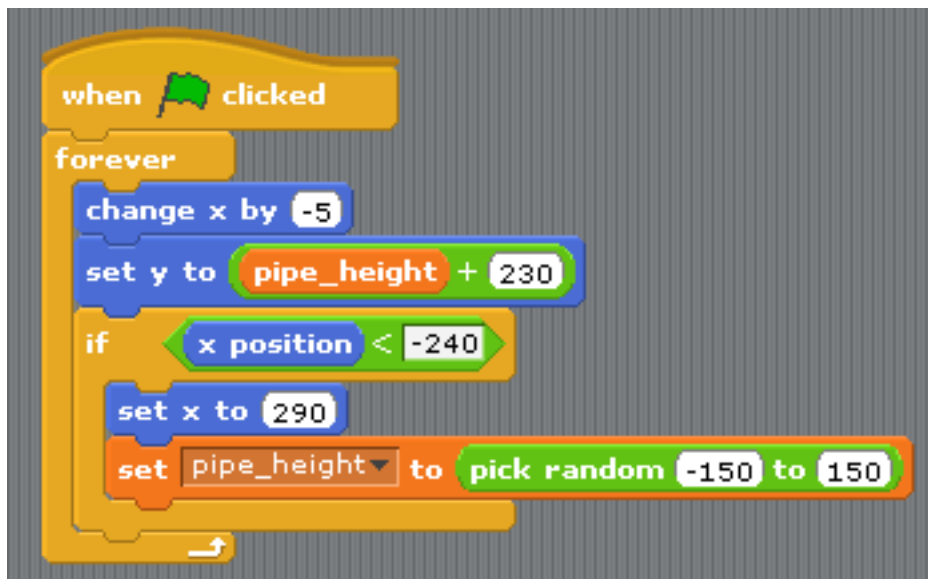 when clicked
forever
change x by -5
set y to pipe_height + 230
if x position < -240
set x to 290
set pipe_height to pick random -150 to 150